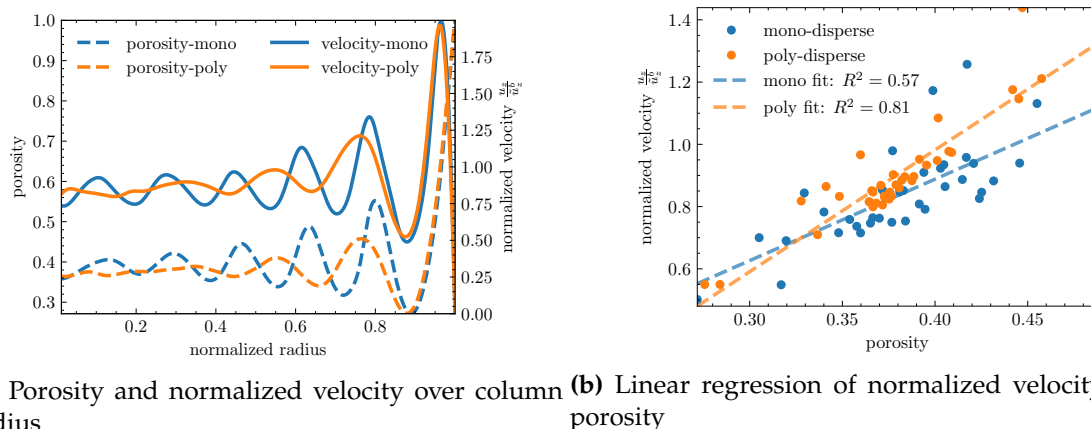 1.0
0.9
0.8
0.7
0.6
0.5
0.4
0.3
porosity
porosity-mono
porosity-poly
velocity-mono
velocity-poly
1.75
1.50
1.25
1.00
0.75
0.50
0.25
0.00
normalized velocity
0.2
0.4
0.6
0.8
normalized radius
Porosity and normalized velocity over column
1.4
1.2
1.0
0.8
0.6
normalized velocity
mono-disperse
poly-disperse
mono fit: R² = 0.57
poly fit: R² = 0.81
0.30
0.35
0.40
0.45
porosity
(b) Linear regression of normalized velocity
porosity